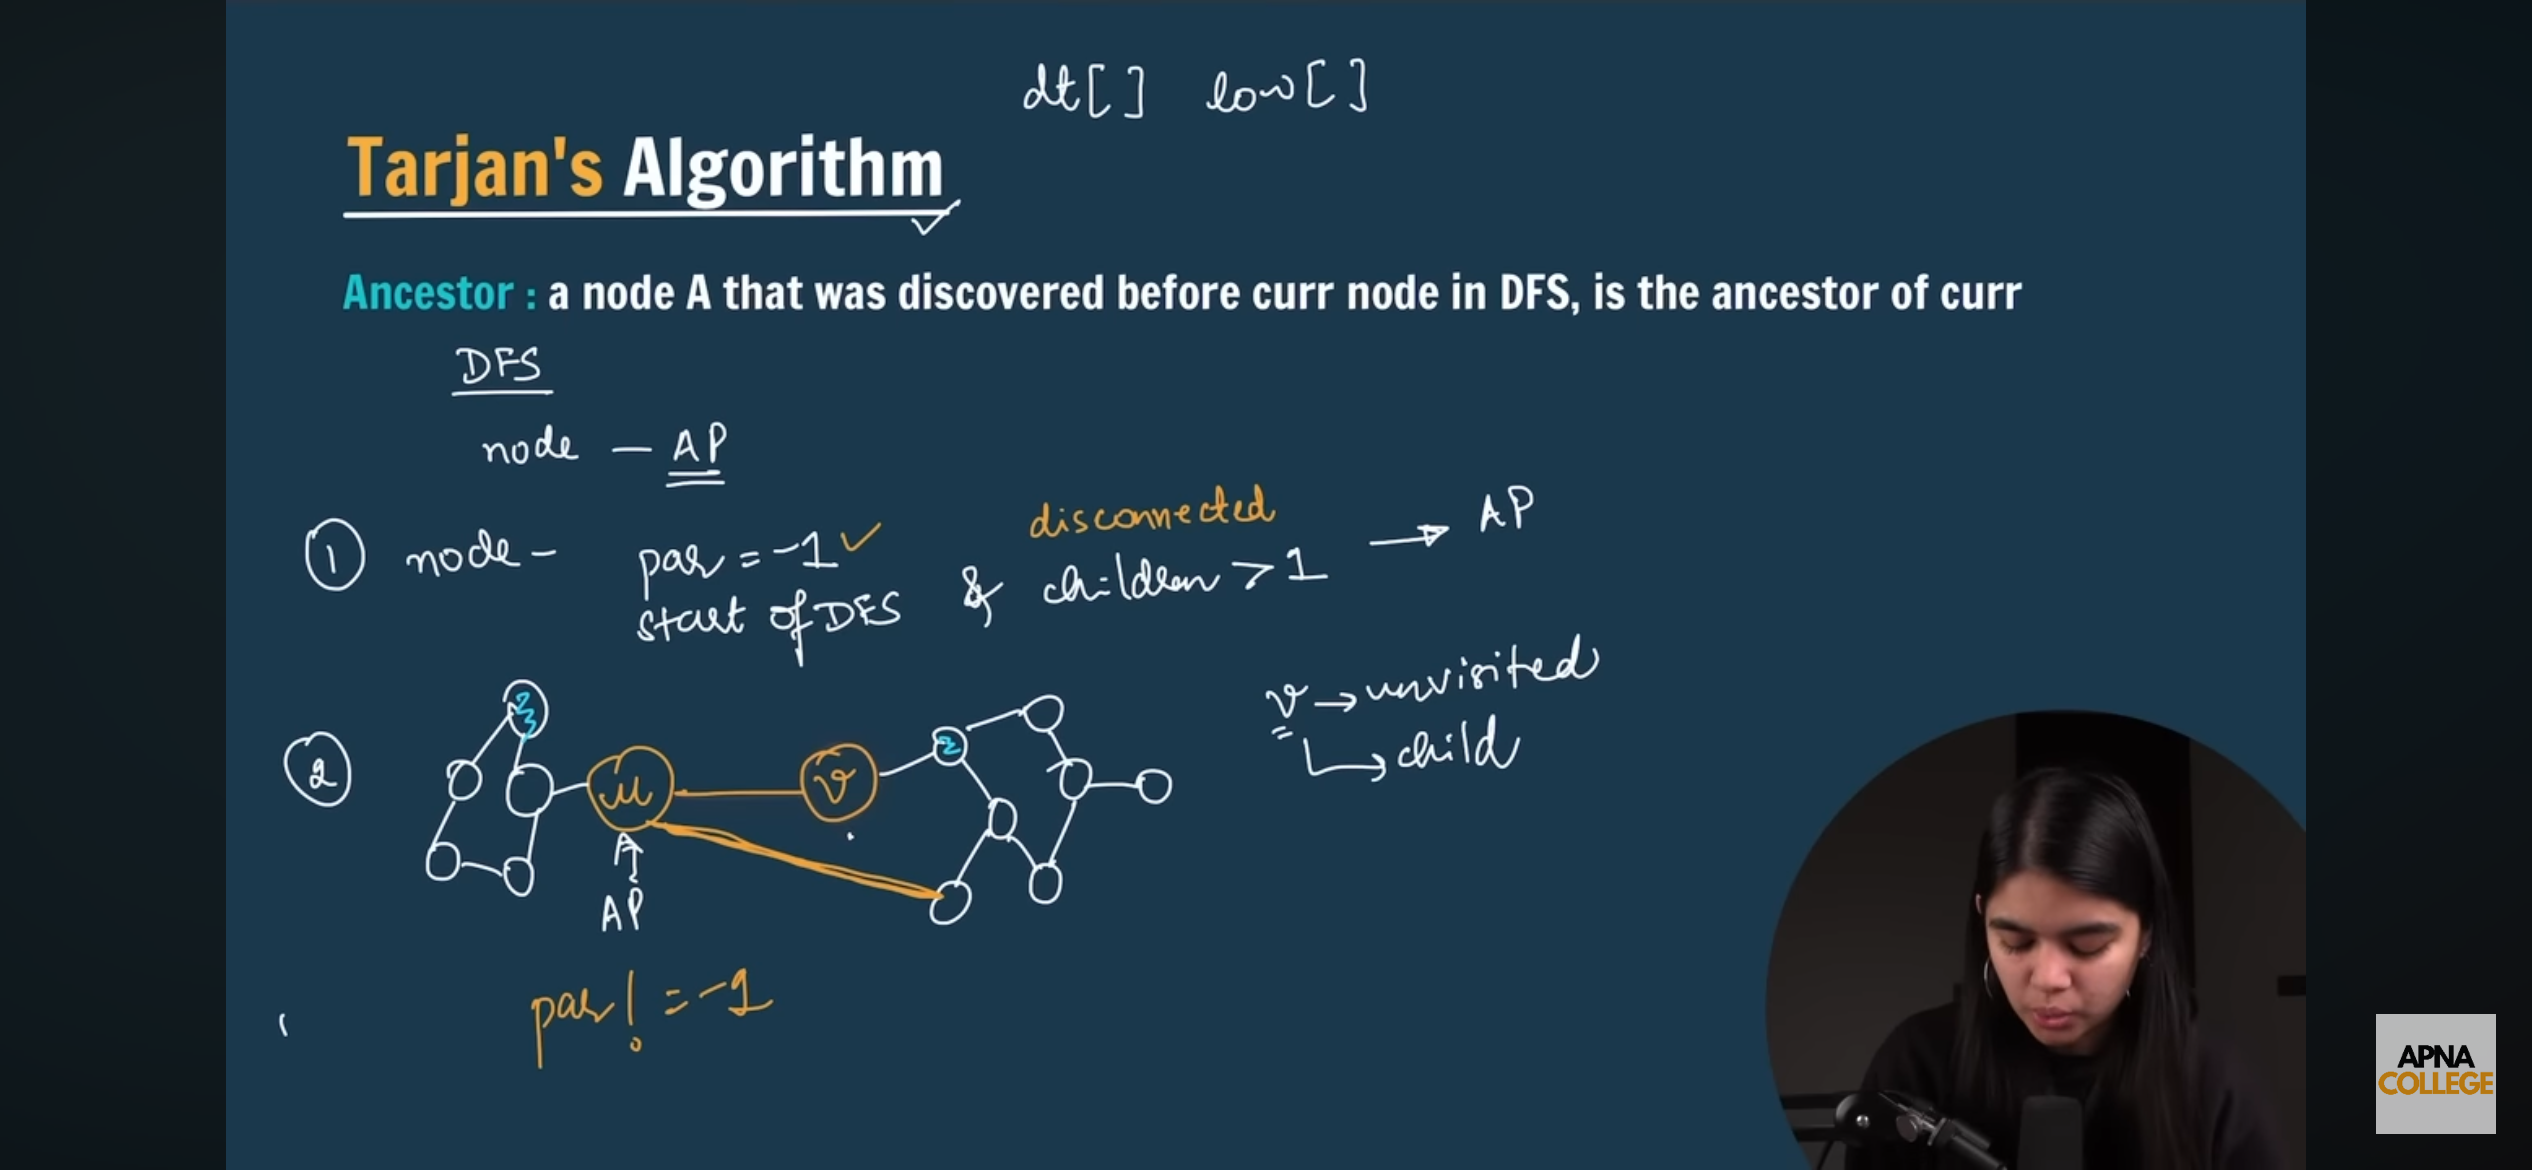 dt[ ] low[ ]
Tarjan's Algorithm
Ancestor : a node A that was discovered before curr node in DFS, is the ancestor of curr
DFS
node — AP
① node - par = -1 ✓ & children > 1 → AP
disconnected
start of DFS
②
u
v
AP
v → unvisited
↳ child
par != -1
APNA
COLLEGE